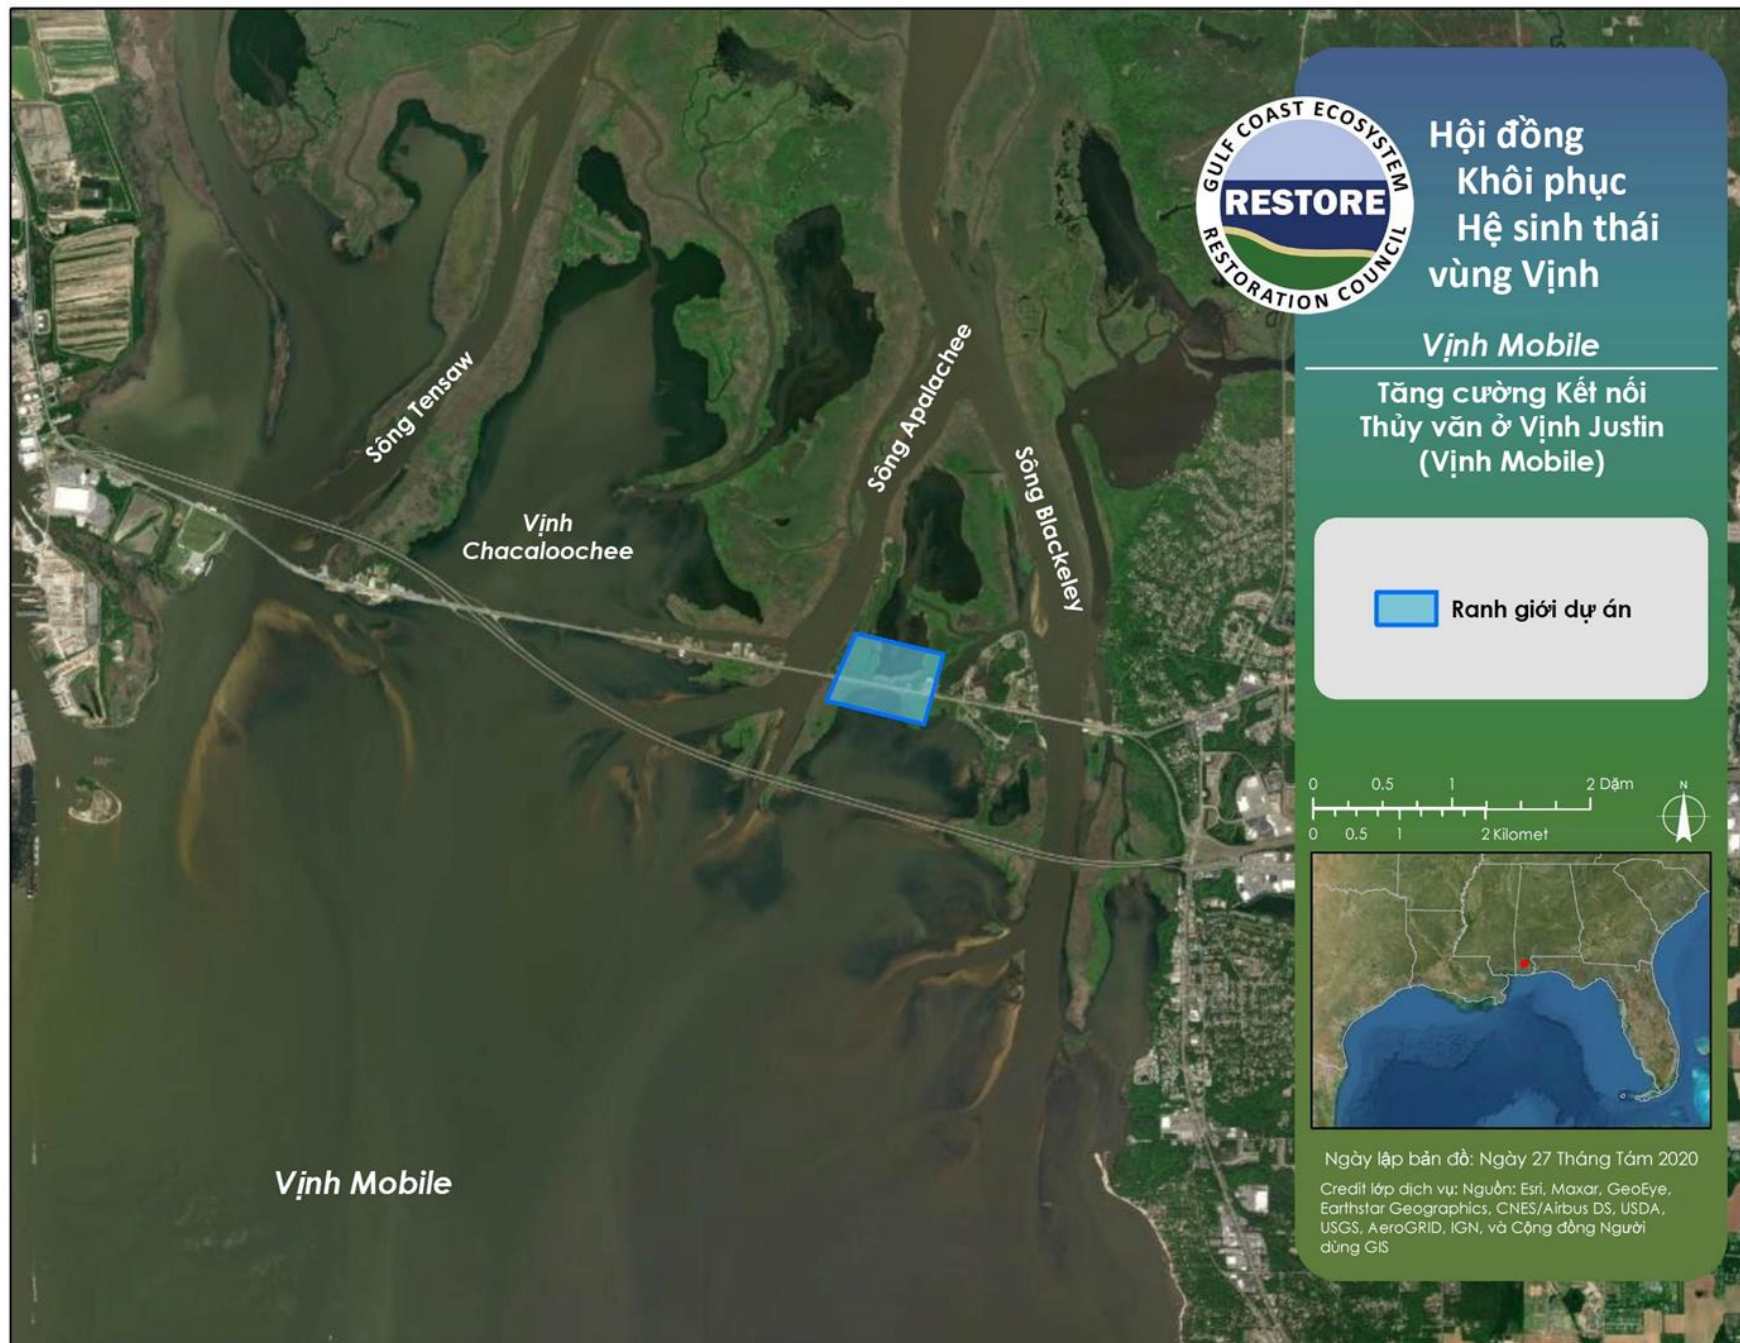 GULF COAST ECOSYSTEM
RESTORE
RESTORATION COUNCIL
Hội đồng
Khôi phục
Hệ sinh thái
vùng Vịnh
Vịnh Mobile
Tăng cường Kết nối
Thủy văn ở Vịnh Justin
(Vịnh Mobile)
Ranh giới dự án
0 0.5 1 2 Dặm
N
0 0.5 1 2 Kilomet
Ngày lập bản đồ: Ngày 27 Tháng Tám 2020
Credit lớp dịch vụ: Nguồn: Esri, Maxar, GeoEye,
Earthstar Geographics, CNES/Airbus DS, USDA,
USGS, AeroGRID, IGN, và Cộng đồng Người
dùng GIS
Sông Tensaw
Sông Apalachee
Sông Blackeley
Vịnh
Chacaloochee
Vịnh Mobile